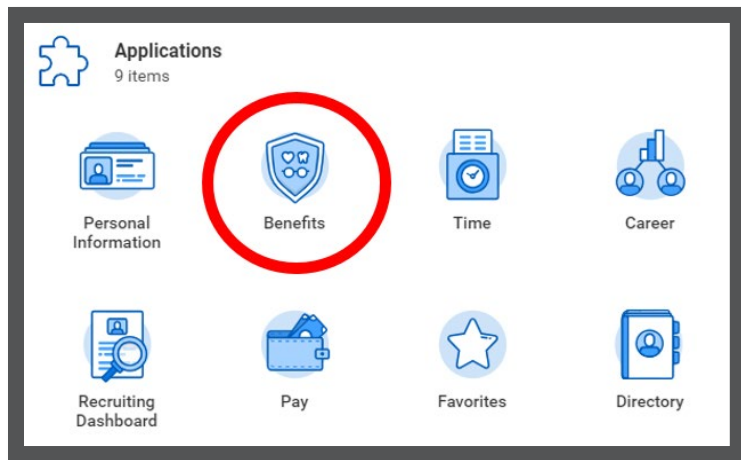 Applications
9 items
Personal
Information
Benefits
Time
Career
Recruiting
Dashboard
Pay
Favorites
Directory